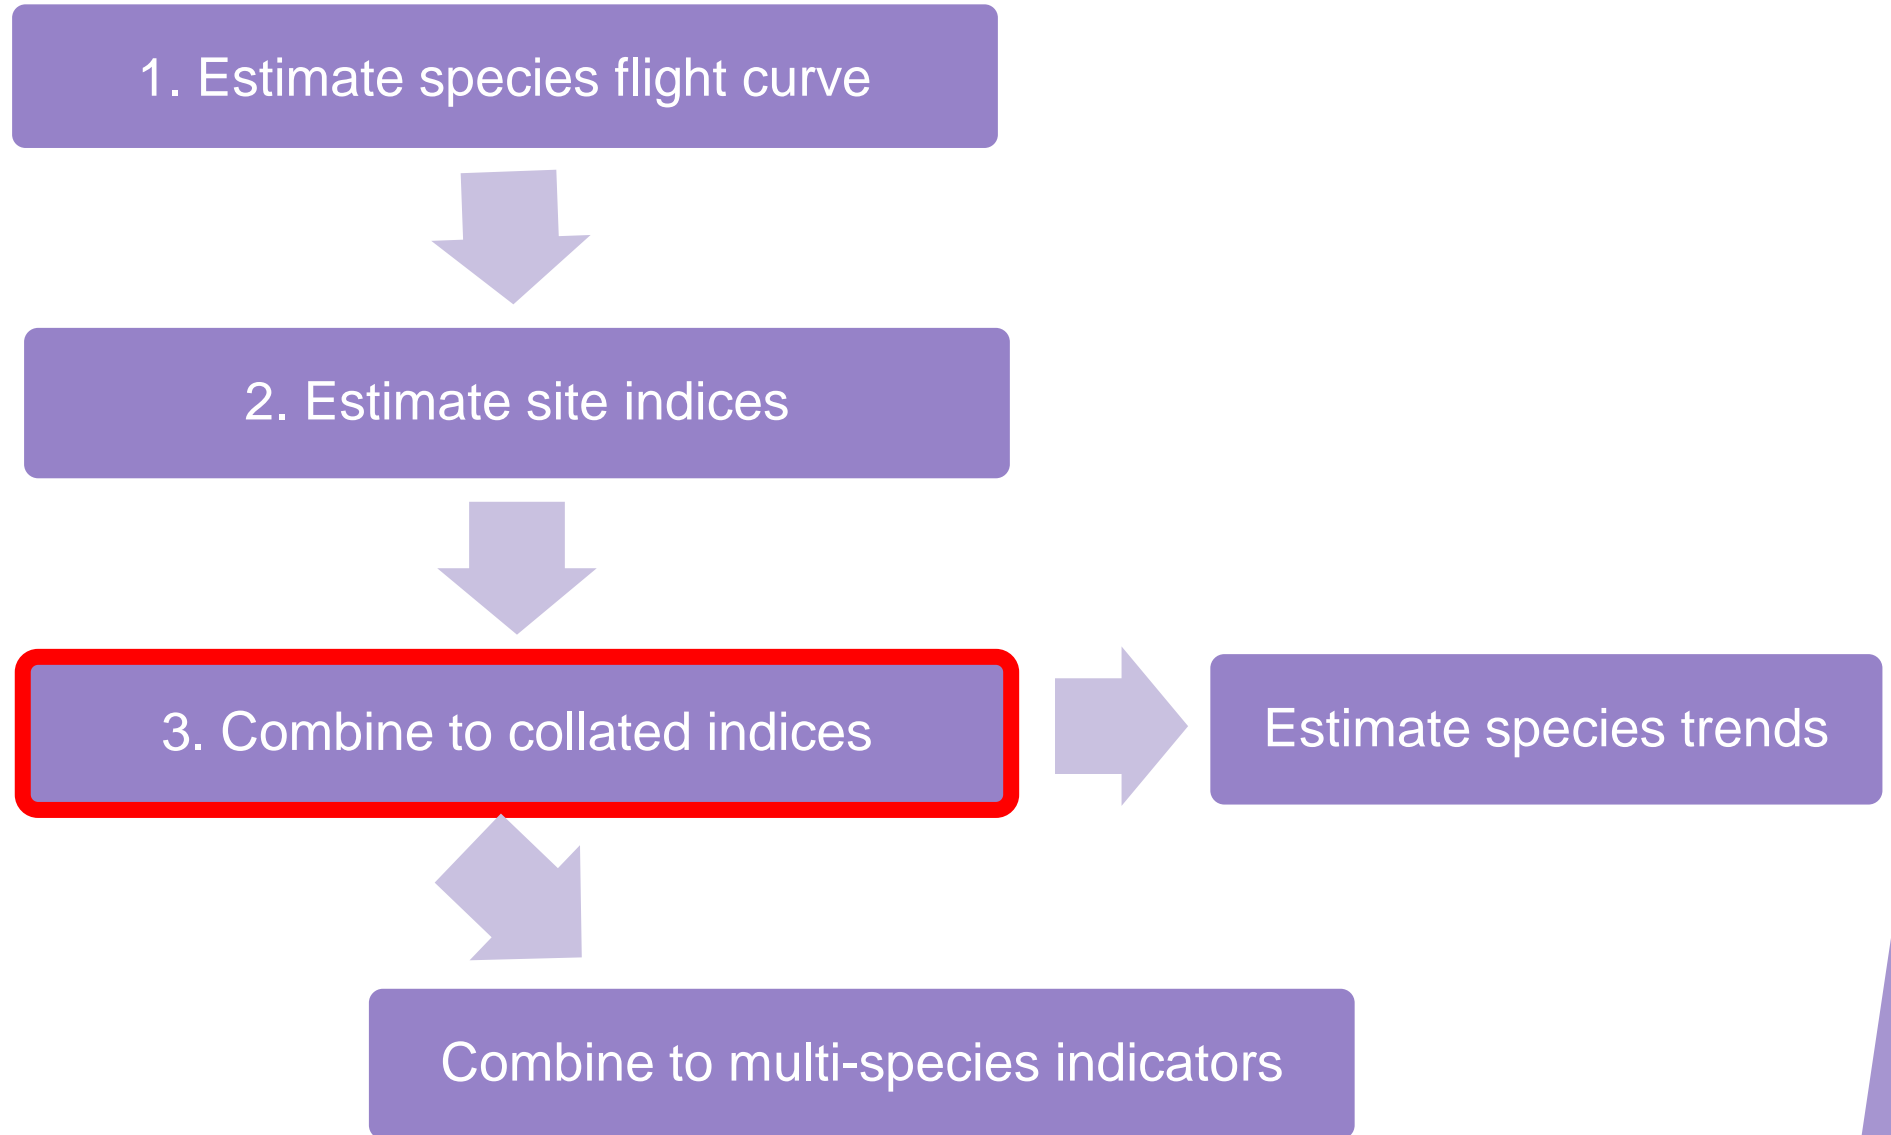 1. Estimate species flight curve
2. Estimate site indices
3. Combine to collated indices
Estimate species trends
Combine to multi-species indicators